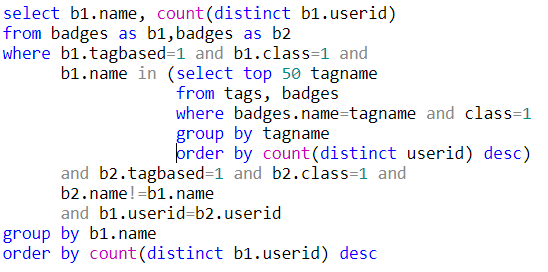 select b1.name, count(distinct b1.userid)
from badges as b1,badges as b2
where b1.tagbased=1 and b1.class=1 and
b1.name in (select top 50 tagname
from tags, badges
where badges.name=tagname and class=1
group by tagname
order by count(distinct userid) desc)
and b2.tagbased=1 and b2.class=1 and
b2.name!=b1.name
and b1.userid=b2.userid
group by b1.name
order by count(distinct b1.userid) desc